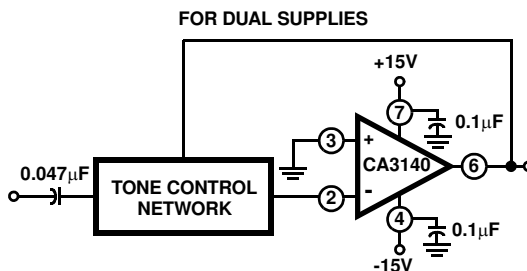 FOR DUAL SUPPLIES
+15V
7
0.1μF
3
+
CA3140
6
0.047μF
TONE CONTROL
NETWORK
2
-
4
0.1μF
-15V